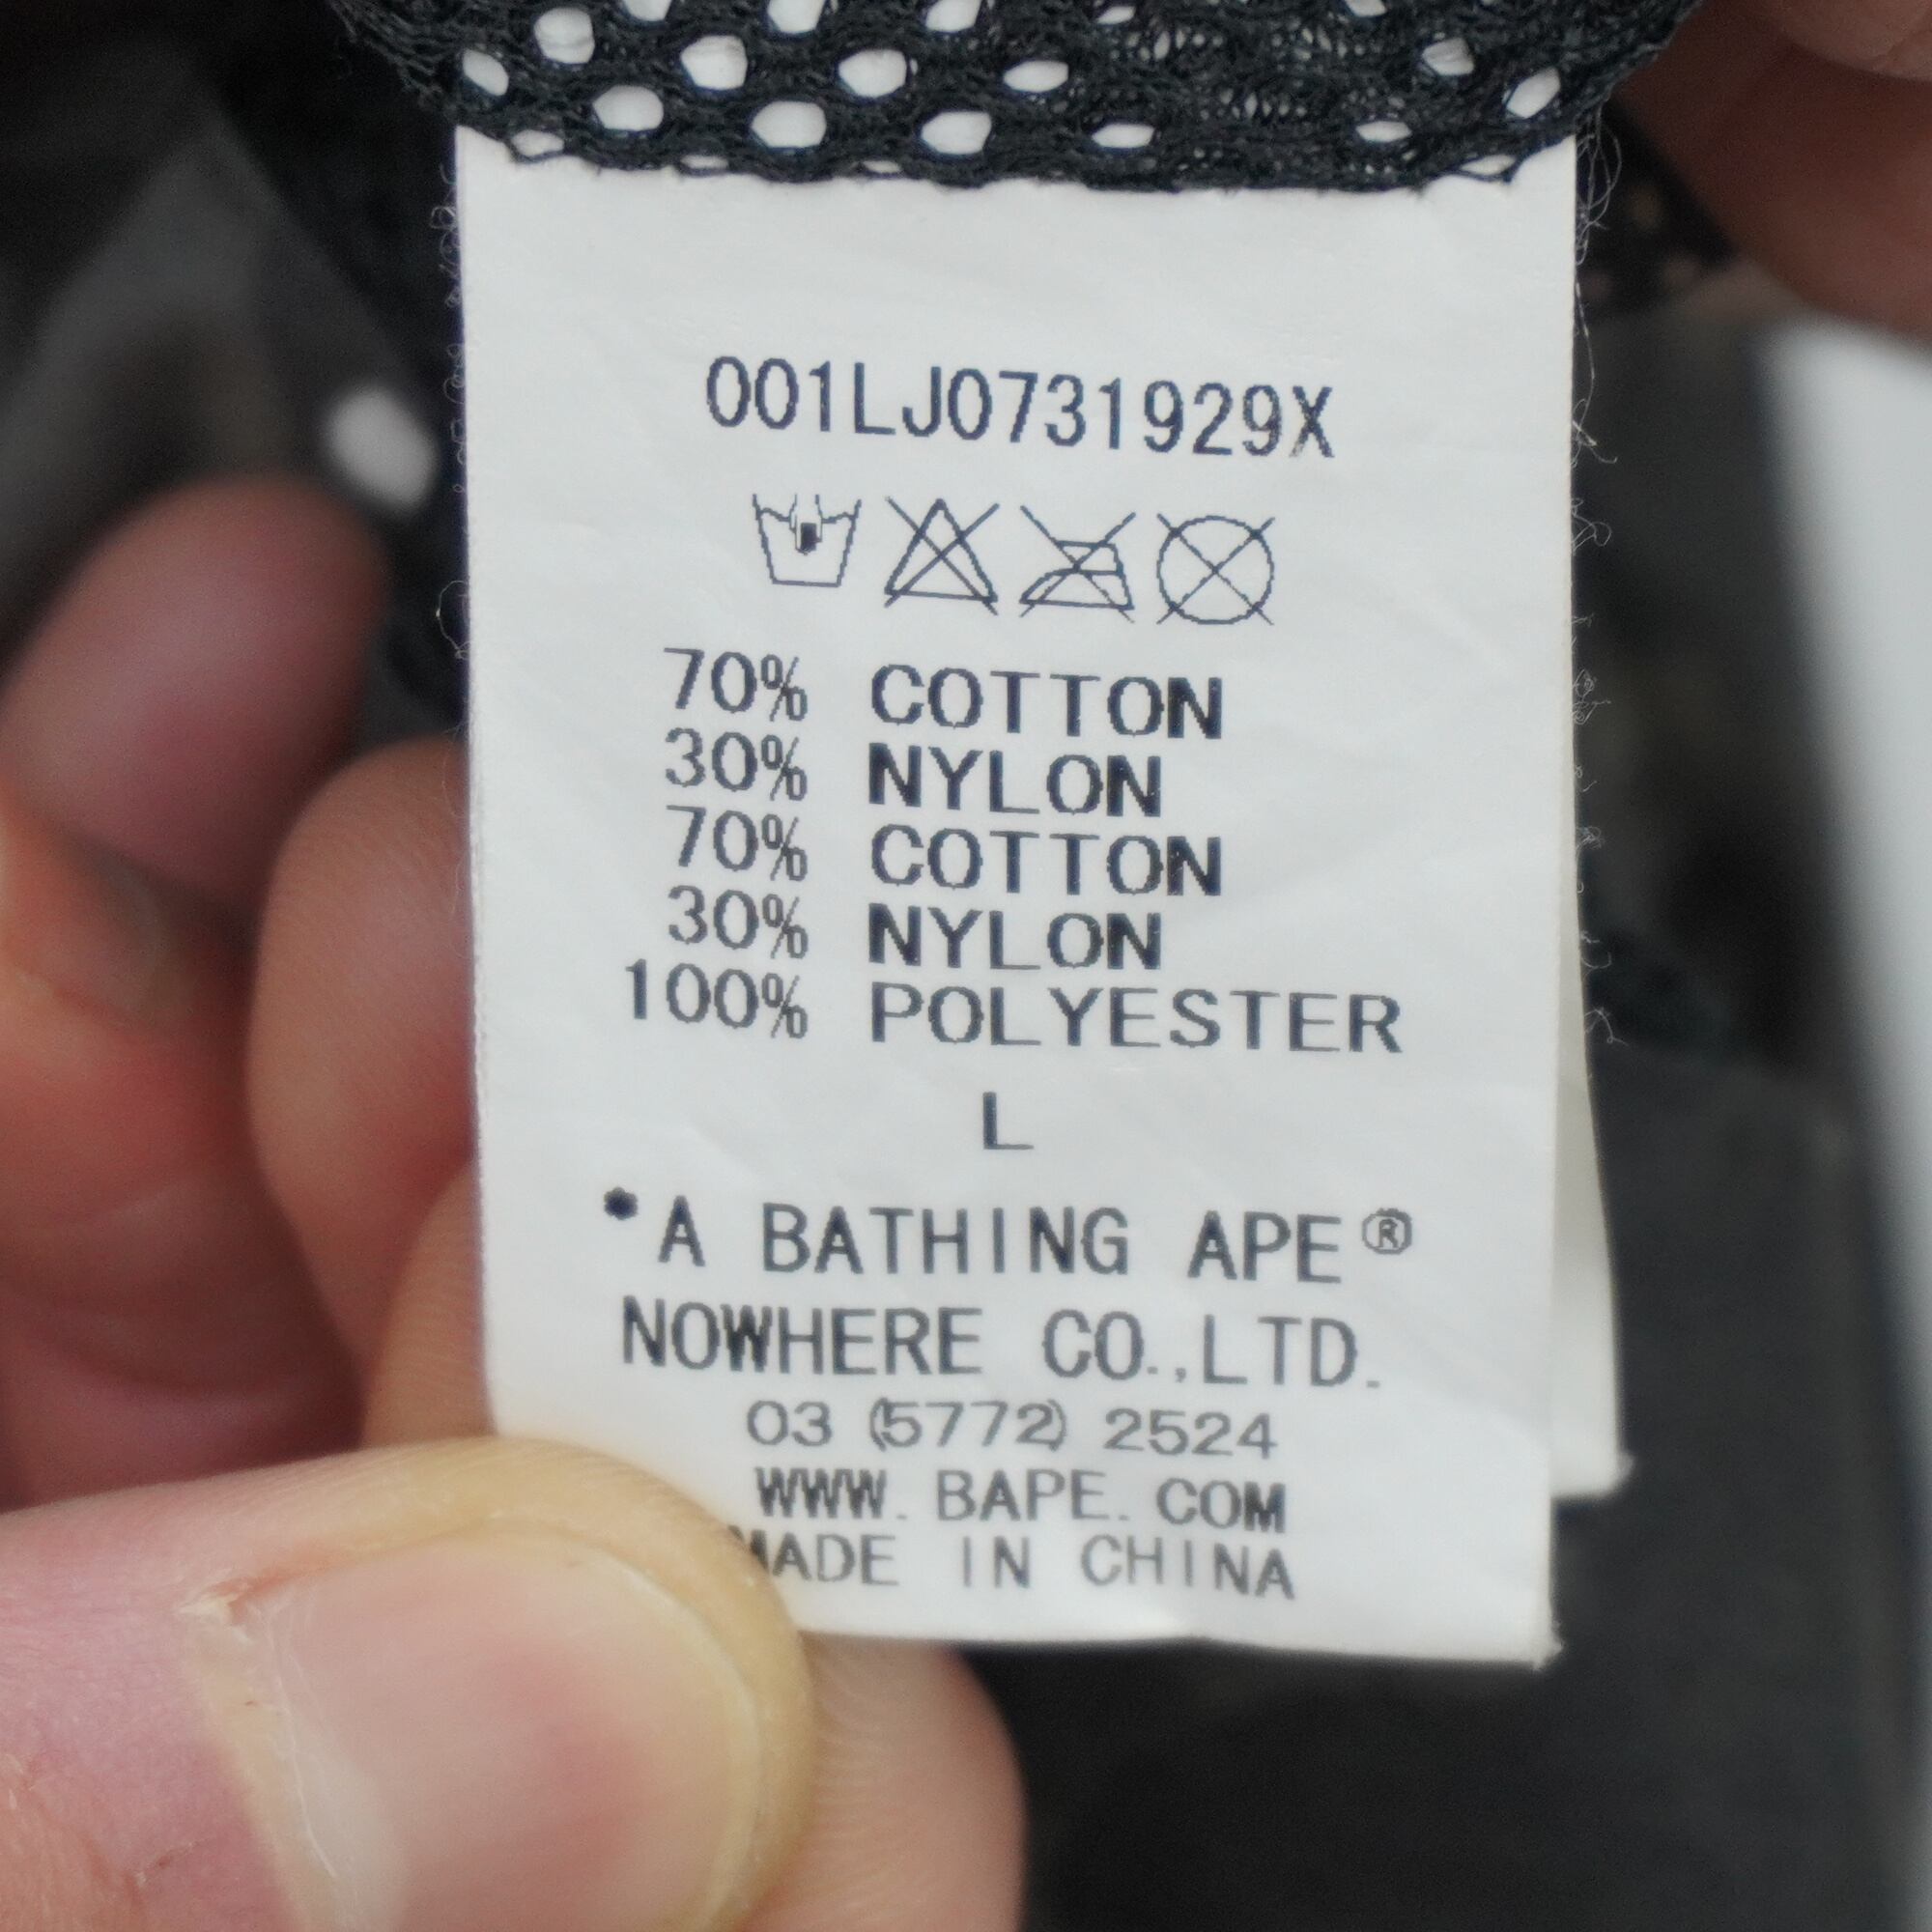 001LJ0731929X
70% COTTON
30% NYLON
70% COTTON
30% NYLON
100% POLYESTER
L
•A BATHING APE®
NOWHERE CO.,LTD.
03 (5772) 2524
WWW.BAPE.COM
MADE IN CHINA